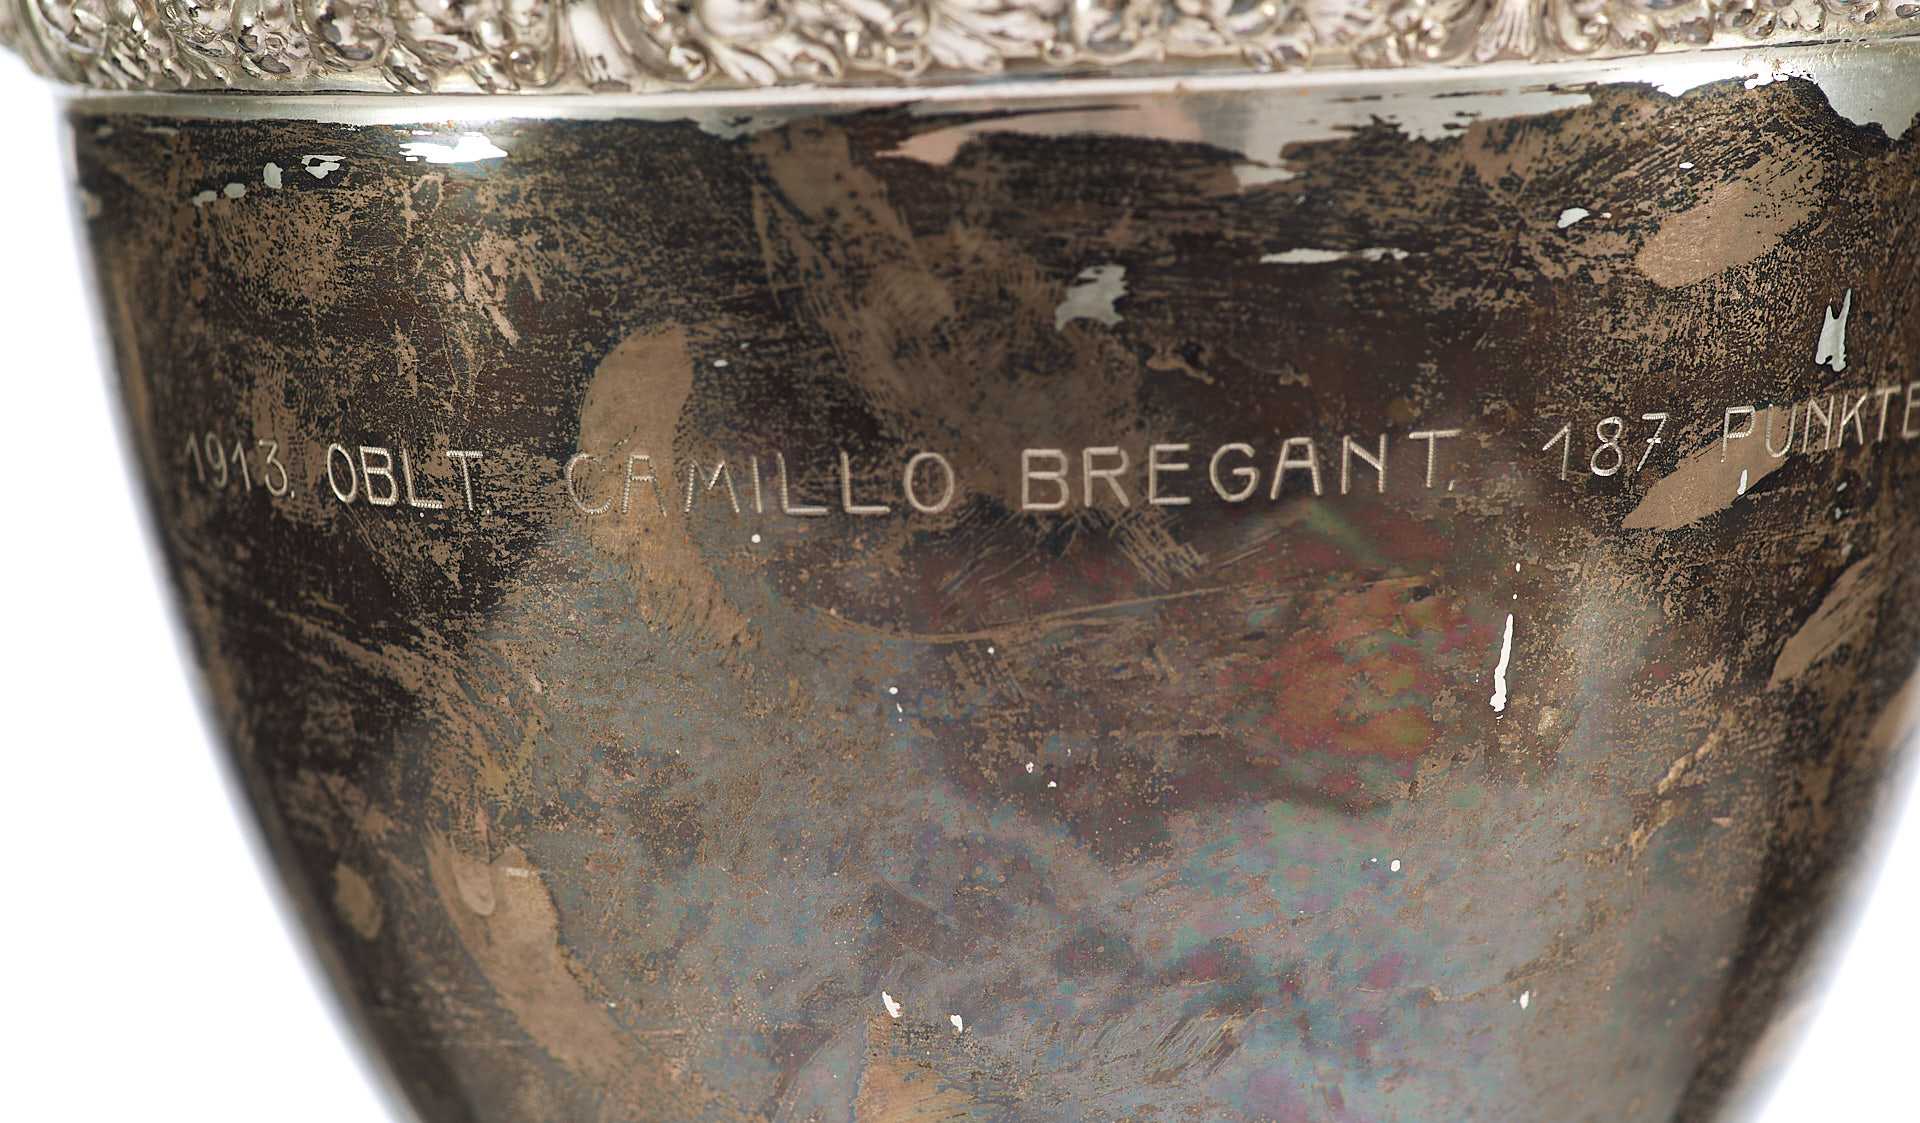 1913. OBLT. CAMILLO BREGANT. 187 PUNKTE